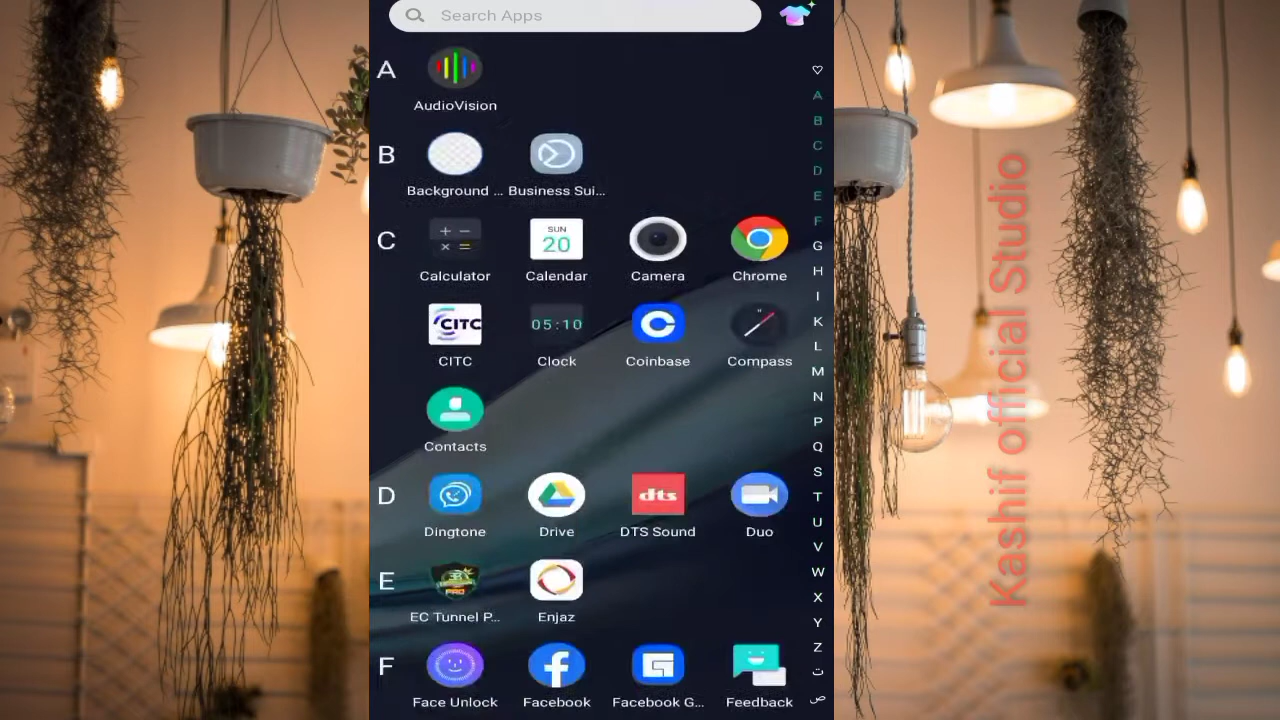 Search Apps
A
AudioVision
B
Background ...
Business Sui...
C
SUN
20
Calculator
Calendar
Camera
Chrome
CITC
05:10
CITC
Clock
Coinbase
Compass
Contacts
D
dts
Dingtone
Drive
DTS Sound
Duo
E
PRO
EC Tunnel P...
Enjaz
F
Face Unlock
Facebook
Facebook G...
Feedback
A
B
C
D
E
F
G
H
I
K
L
M
N
P
Q
S
T
U
V
W
X
Y
Z
ت
ص
Kashif official Studio